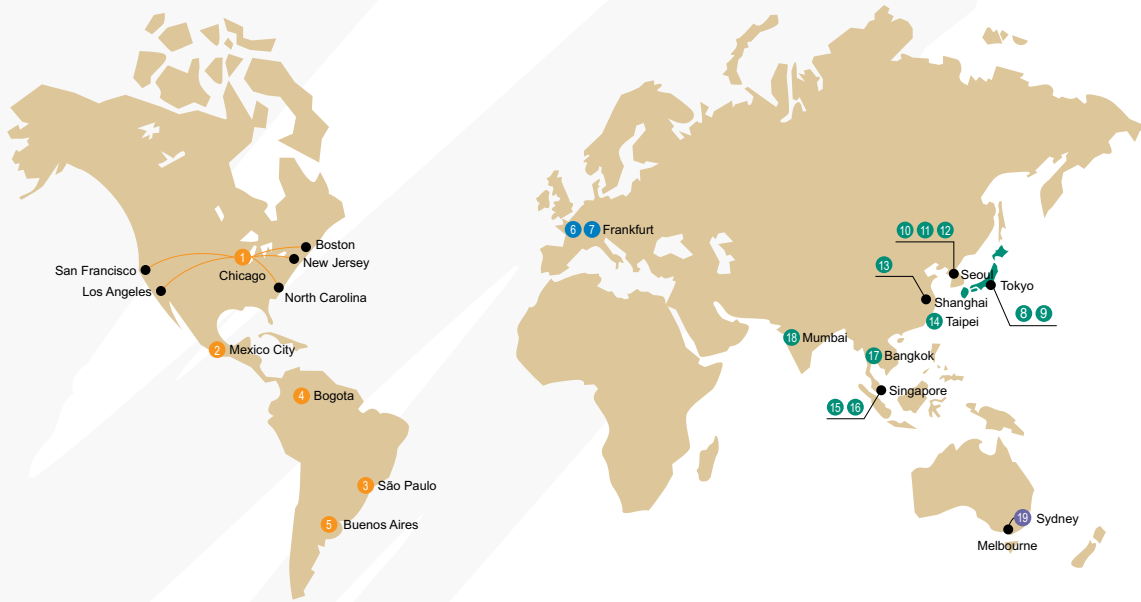 Boston
1
New Jersey
San Francisco
Chicago
Los Angeles
North Carolina
2 Mexico City
4 Bogota
3 São Paulo
5 Buenos Aires
6 7 Frankfurt
10 11 12
13
Seoul
Tokyo
Shanghai
8 9
14 Taipei
18 Mumbai
17 Bangkok
Singapore
15 16
19 Sydney
Melbourne